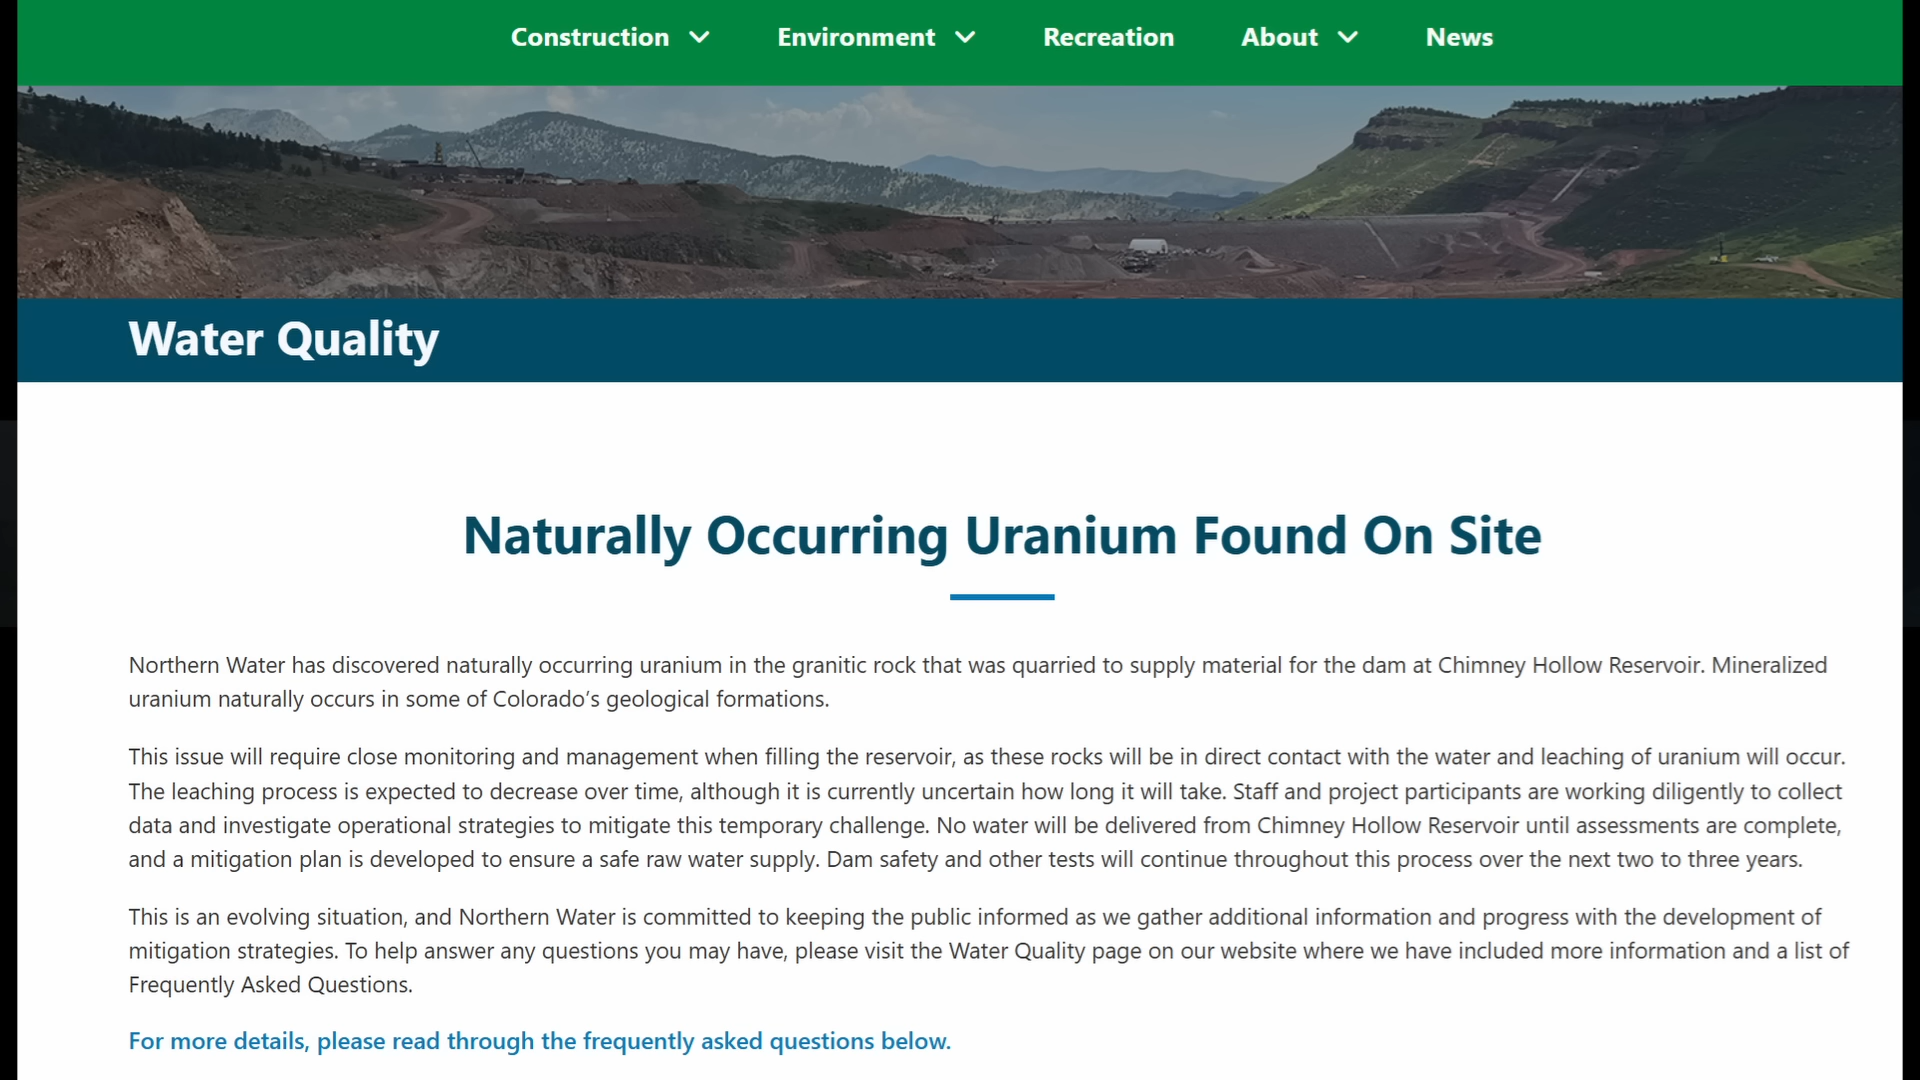 Construction Environment Recreation About News
Water Quality
Naturally Occurring Uranium Found On Site
Northern Water has discovered naturally occurring uranium in the granitic rock that was quarried to supply material for the dam at Chimney Hollow Reservoir. Mineralized
uranium naturally occurs in some of Colorado’s geological formations.
This issue will require close monitoring and management when filling the reservoir, as these rocks will be in direct contact with the water and leaching of uranium will occur.
The leaching process is expected to decrease over time, although it is currently uncertain how long it will take. Staff and project participants are working diligently to collect
data and investigate operational strategies to mitigate this temporary challenge. No water will be delivered from Chimney Hollow Reservoir until assessments are complete,
and a mitigation plan is developed to ensure a safe raw water supply. Dam safety and other tests will continue throughout this process over the next two to three years.
This is an evolving situation, and Northern Water is committed to keeping the public informed as we gather additional information and progress with the development of
mitigation strategies. To help answer any questions you may have, please visit the Water Quality page on our website where we have included more information and a list of
Frequently Asked Questions.
For more details, please read through the frequently asked questions below.